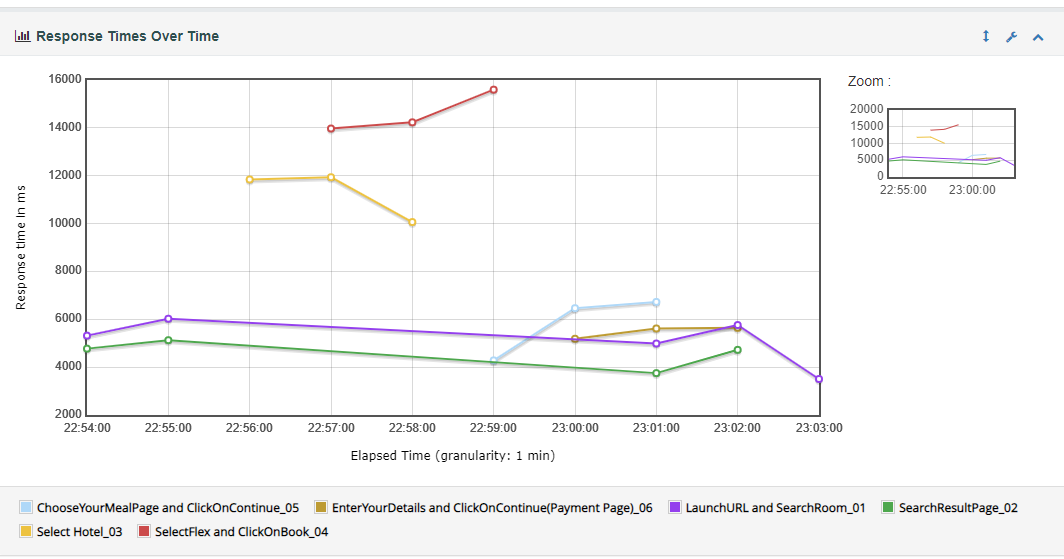 Response Times Over Time
16000
14000
12000
10000
8000
6000
4000
2000
Response time in ms
22:54:00 22:55:00 22:56:00 22:57:00 22:58:00 22:59:00 23:00:00 23:01:00 23:02:00 23:03:00
Elapsed Time (granularity: 1 min)
Zoom :
20000
15000
10000
5000
0
22:55:00 23:00:00
ChooseYourMealPage and ClickOnContinue_05 EnterYourDetails and ClickOnContinue(Payment Page)_06 LaunchURL and SearchRoom_01 SearchResultPage_02
Select Hotel_03 SelectFlex and ClickOnBook_04